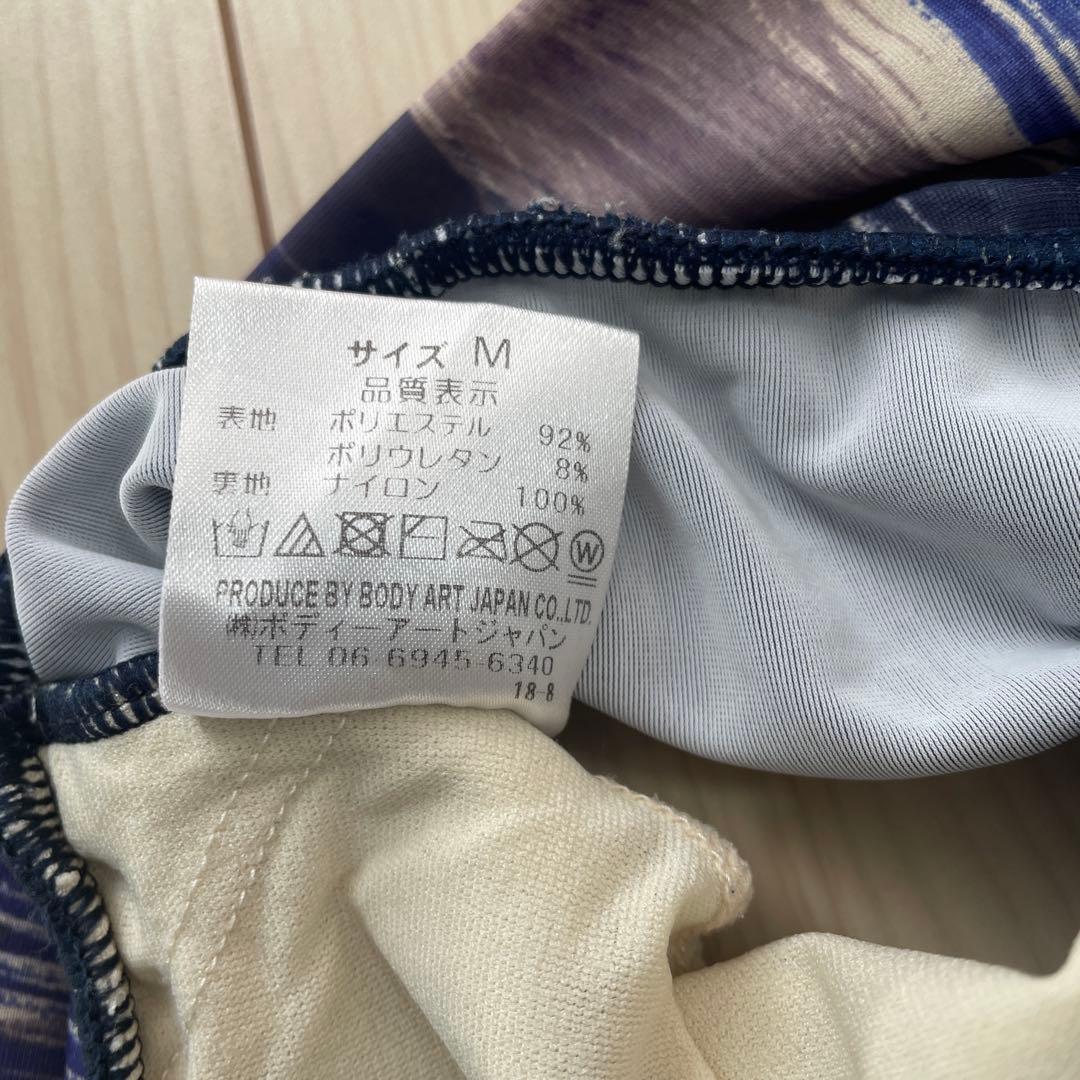 サイズ M
品質表示
表地 ポリエステル 92%
ポリウレタン 8%
裏地 ナイロン 100%
W
PRODUCE BY BODY ART JAPAN CO.,LTD.
㈱ボディーアートジャパン
TEL 06-6945-6340
18-8